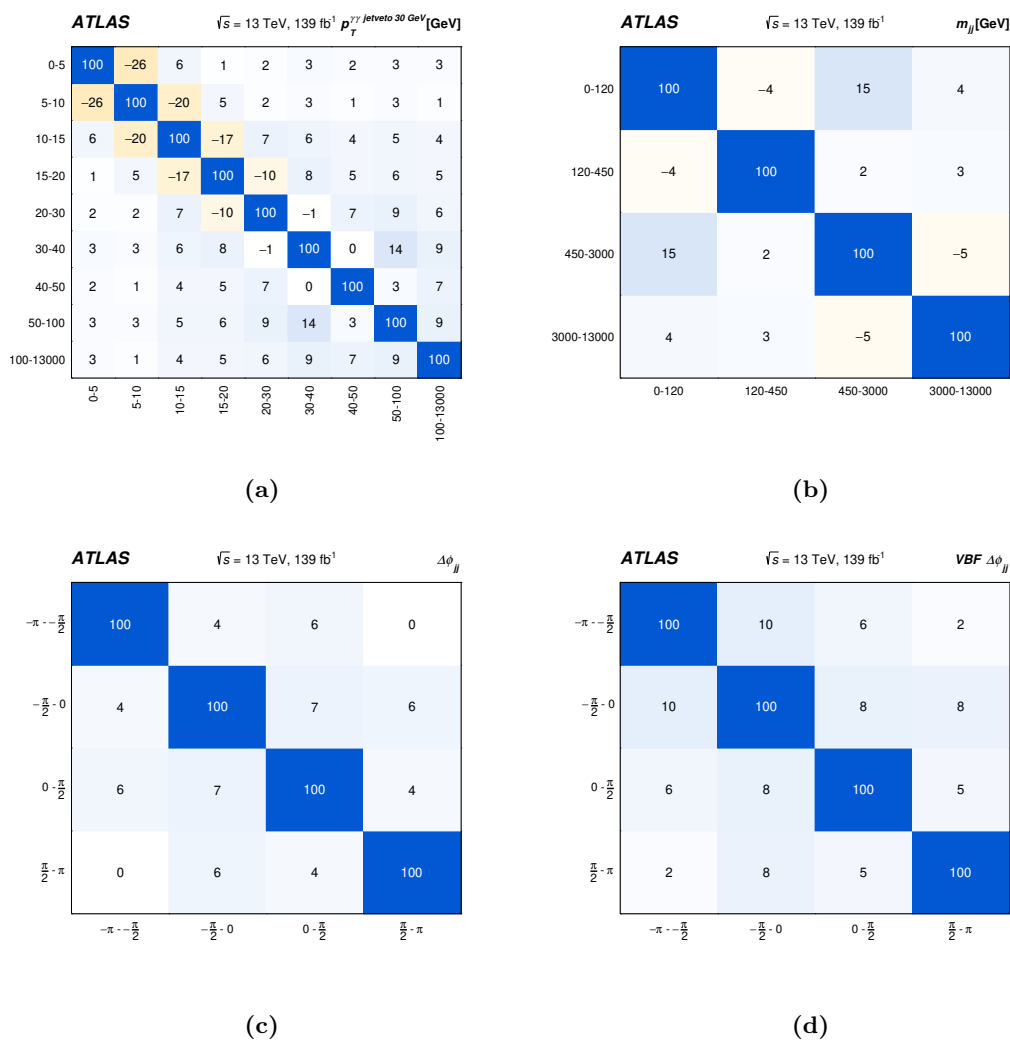 ATLAS √s = 13 TeV, 139 fb⁻¹ p_T^{γγ jetveto 30 GeV} [GeV]
0-5 100 −26 6 1 2 3 2 3 3
5-10 −26 100 −20 5 2 3 1 3 1
10-15 6 −20 100 −17 7 6 4 5 4
15-20 1 5 −17 100 −10 8 5 6 5
20-30 2 2 7 −10 100 −1 7 9 6
30-40 3 3 6 8 −1 100 0 14 9
40-50 2 1 4 5 7 0 100 3 7
50-100 3 3 5 6 9 14 3 100 9
100-13000 3 1 4 5 6 9 7 9 100
0-5 5-10 10-15 15-20 20-30 30-40 40-50 50-100 100-13000
(a)
ATLAS √s = 13 TeV, 139 fb⁻¹ m_jj [GeV]
0-120 100 −4 15 4
120-450 −4 100 2 3
450-3000 15 2 100 −5
3000-13000 4 3 −5 100
0-120 120-450 450-3000 3000-13000
(b)
ATLAS √s = 13 TeV, 139 fb⁻¹ Δϕ_jj
−π - −π/2 100 4 6 0
−π/2 - 0 4 100 7 6
0 - π/2 6 7 100 4
π/2 - π 0 6 4 100
−π - −π/2 −π/2 - 0 0 - π/2 π/2 - π
(c)
ATLAS √s = 13 TeV, 139 fb⁻¹ VBF Δϕ_jj
−π - −π/2 100 10 6 2
−π/2 - 0 10 100 8 8
0 - π/2 6 8 100 5
π/2 - π 2 8 5 100
−π - −π/2 −π/2 - 0 0 - π/2 π/2 - π
(d)